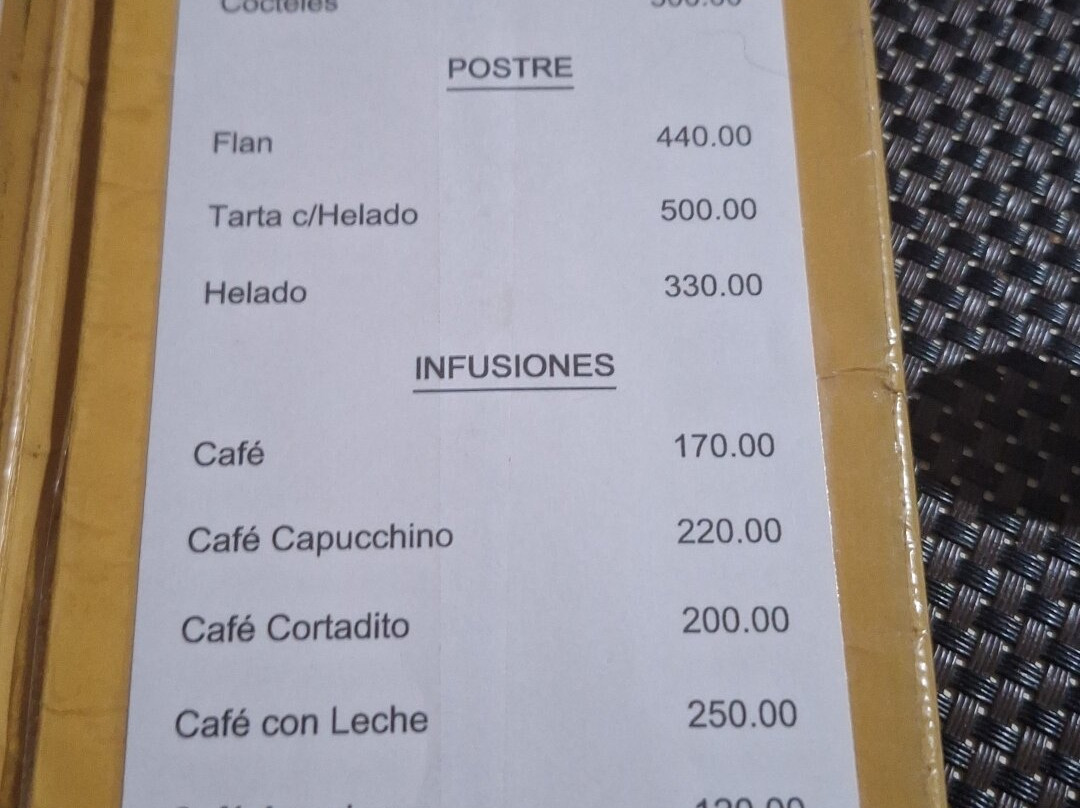 Cocteles
POSTRE
Flan 440.00
Tarta c/Helado 500.00
Helado 330.00
INFUSIONES
Café 170.00
Café Capucchino 220.00
Café Cortadito 200.00
Café con Leche 250.00